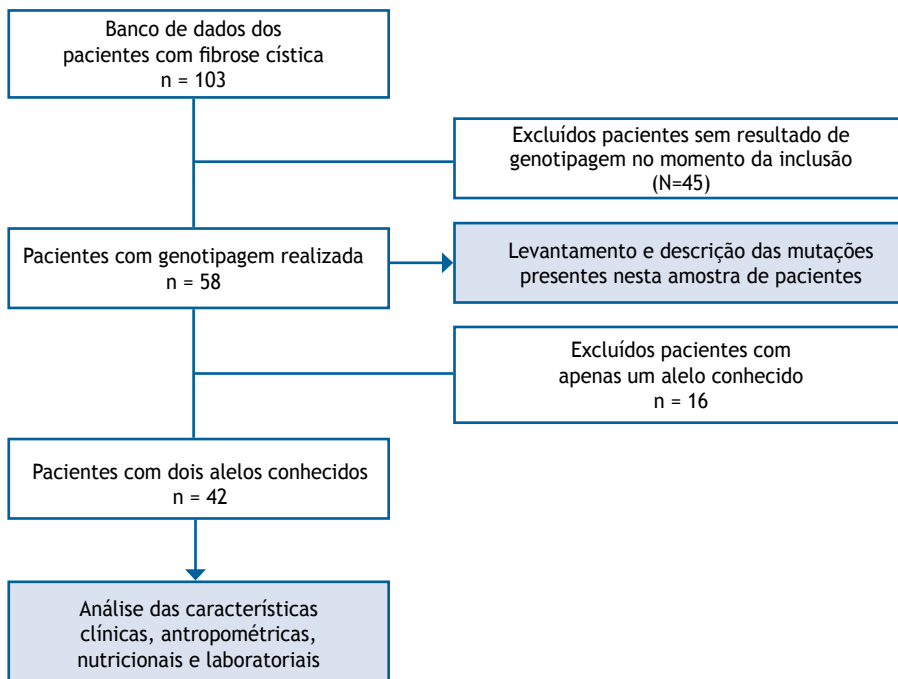 Banco de dados dos
pacientes com fibrose cística
n = 103
Excluídos pacientes sem resultado de
genotipagem no momento da inclusão
(N=45)
Pacientes com genotipagem realizada
n = 58
Levantamento e descrição das mutações
presentes nesta amostra de pacientes
Excluídos pacientes com
apenas um alelo conhecido
n = 16
Pacientes com dois alelos conhecidos
n = 42
Análise das características
clínicas, antropométricas,
nutricionais e laboratoriais